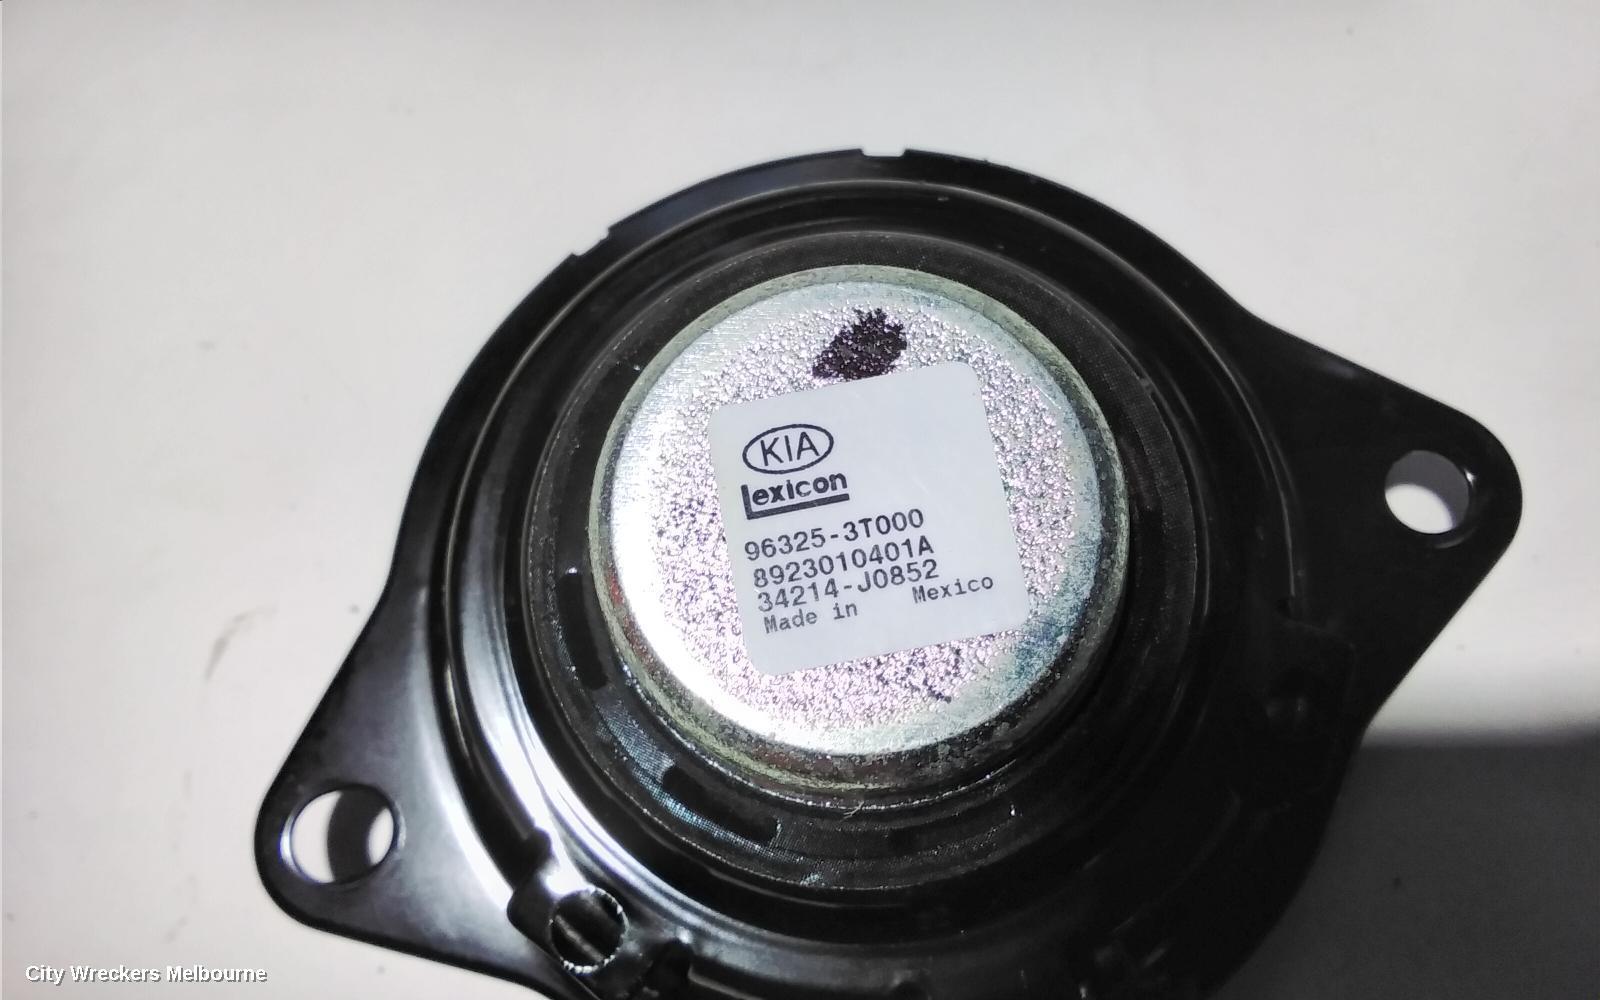 KIA
Lexicon
96325-3T000
8923010401A
34214-J0852
Made in Mexico
City Wreckers Melbourne